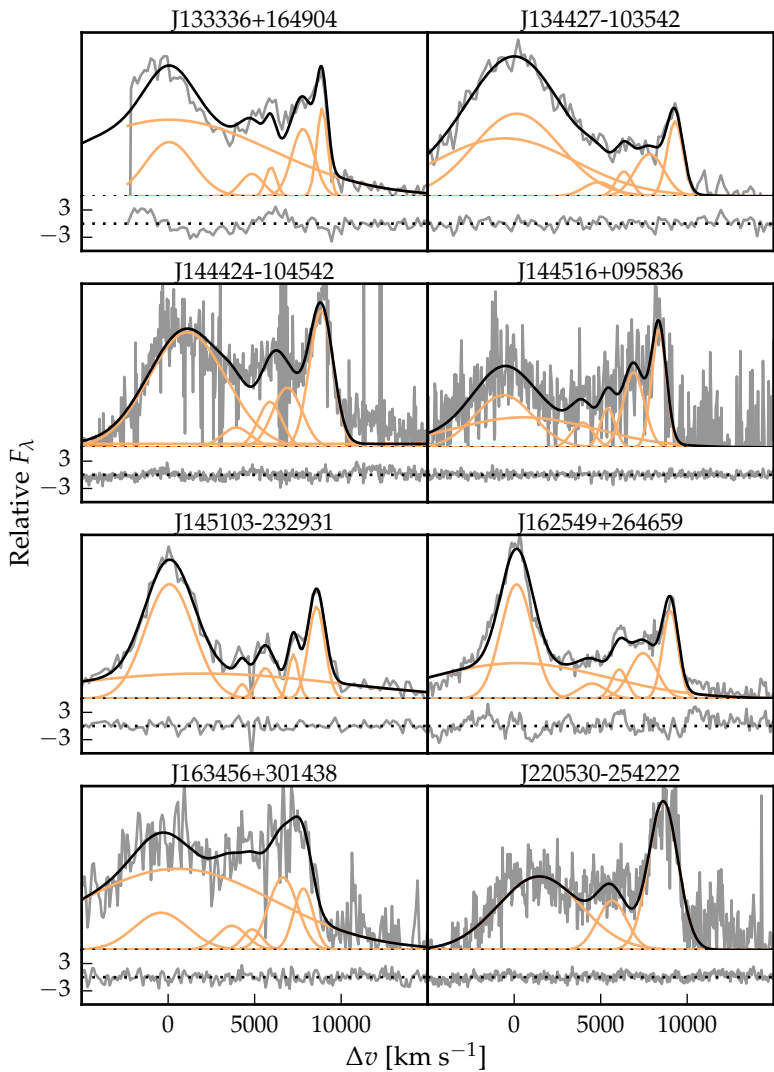 J133336+164904 J134427-103542
3
−3
J144424-104542 J144516+095836
3
−3
Relative Fλ
J145103-232931 J162549+264659
3
−3
J163456+301438 J220530-254222
3
−3
0 5000 10000 0 5000 10000
Δv [km s⁻¹]